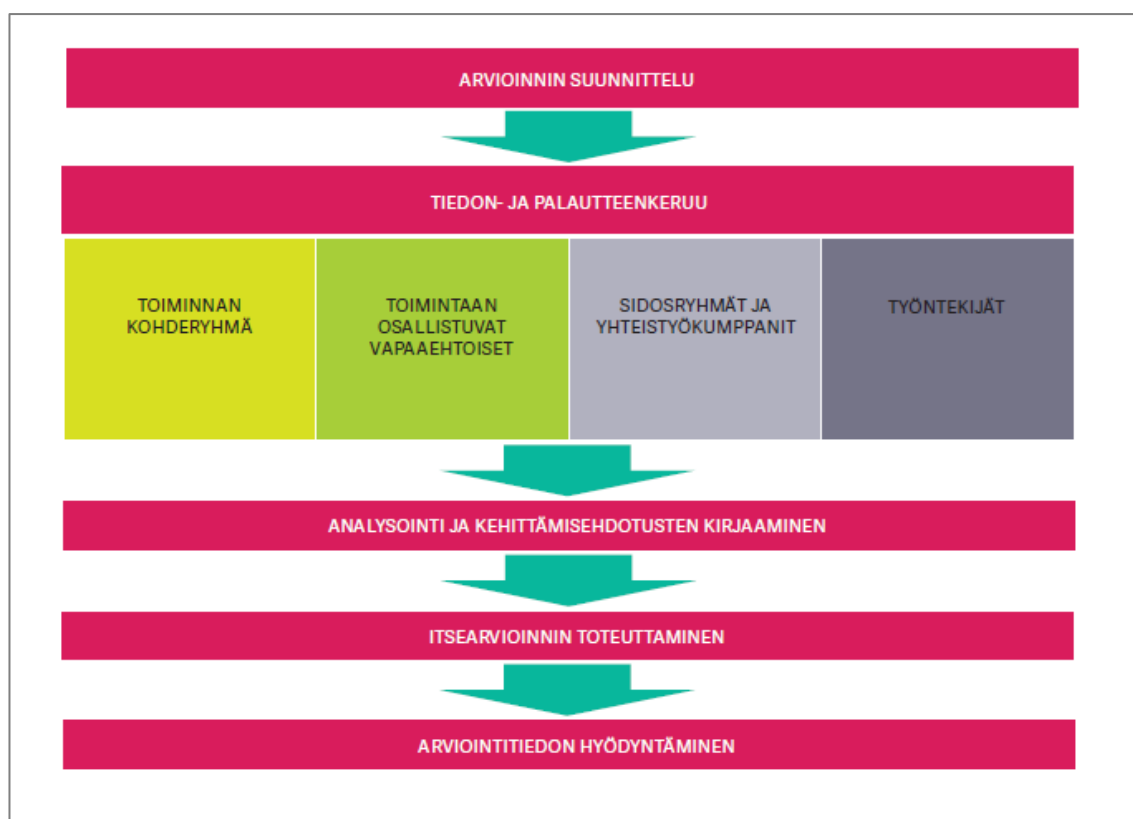 ARVIOINNIN SUUNNITTELU
TIEDON- JA PALAUTTEENKERUU
TOIMINNAN
KOHDERYHMÄ
TOIMINTAAN
OSALLISTUVAT
VAPAAEHTOISET
SIDOSRYHMÄT JA
YHTEISTYÖKUMPPANIT
TYÖNTEKIJÄT
ANALYSOINTI JA KEHITTÄMISEHDOTUSTEN KIRJAAMINEN
ITSEARVIOINNIN TOTEUTTAMINEN
ARVIOINTITIEDON HYÖDYNTÄMINEN